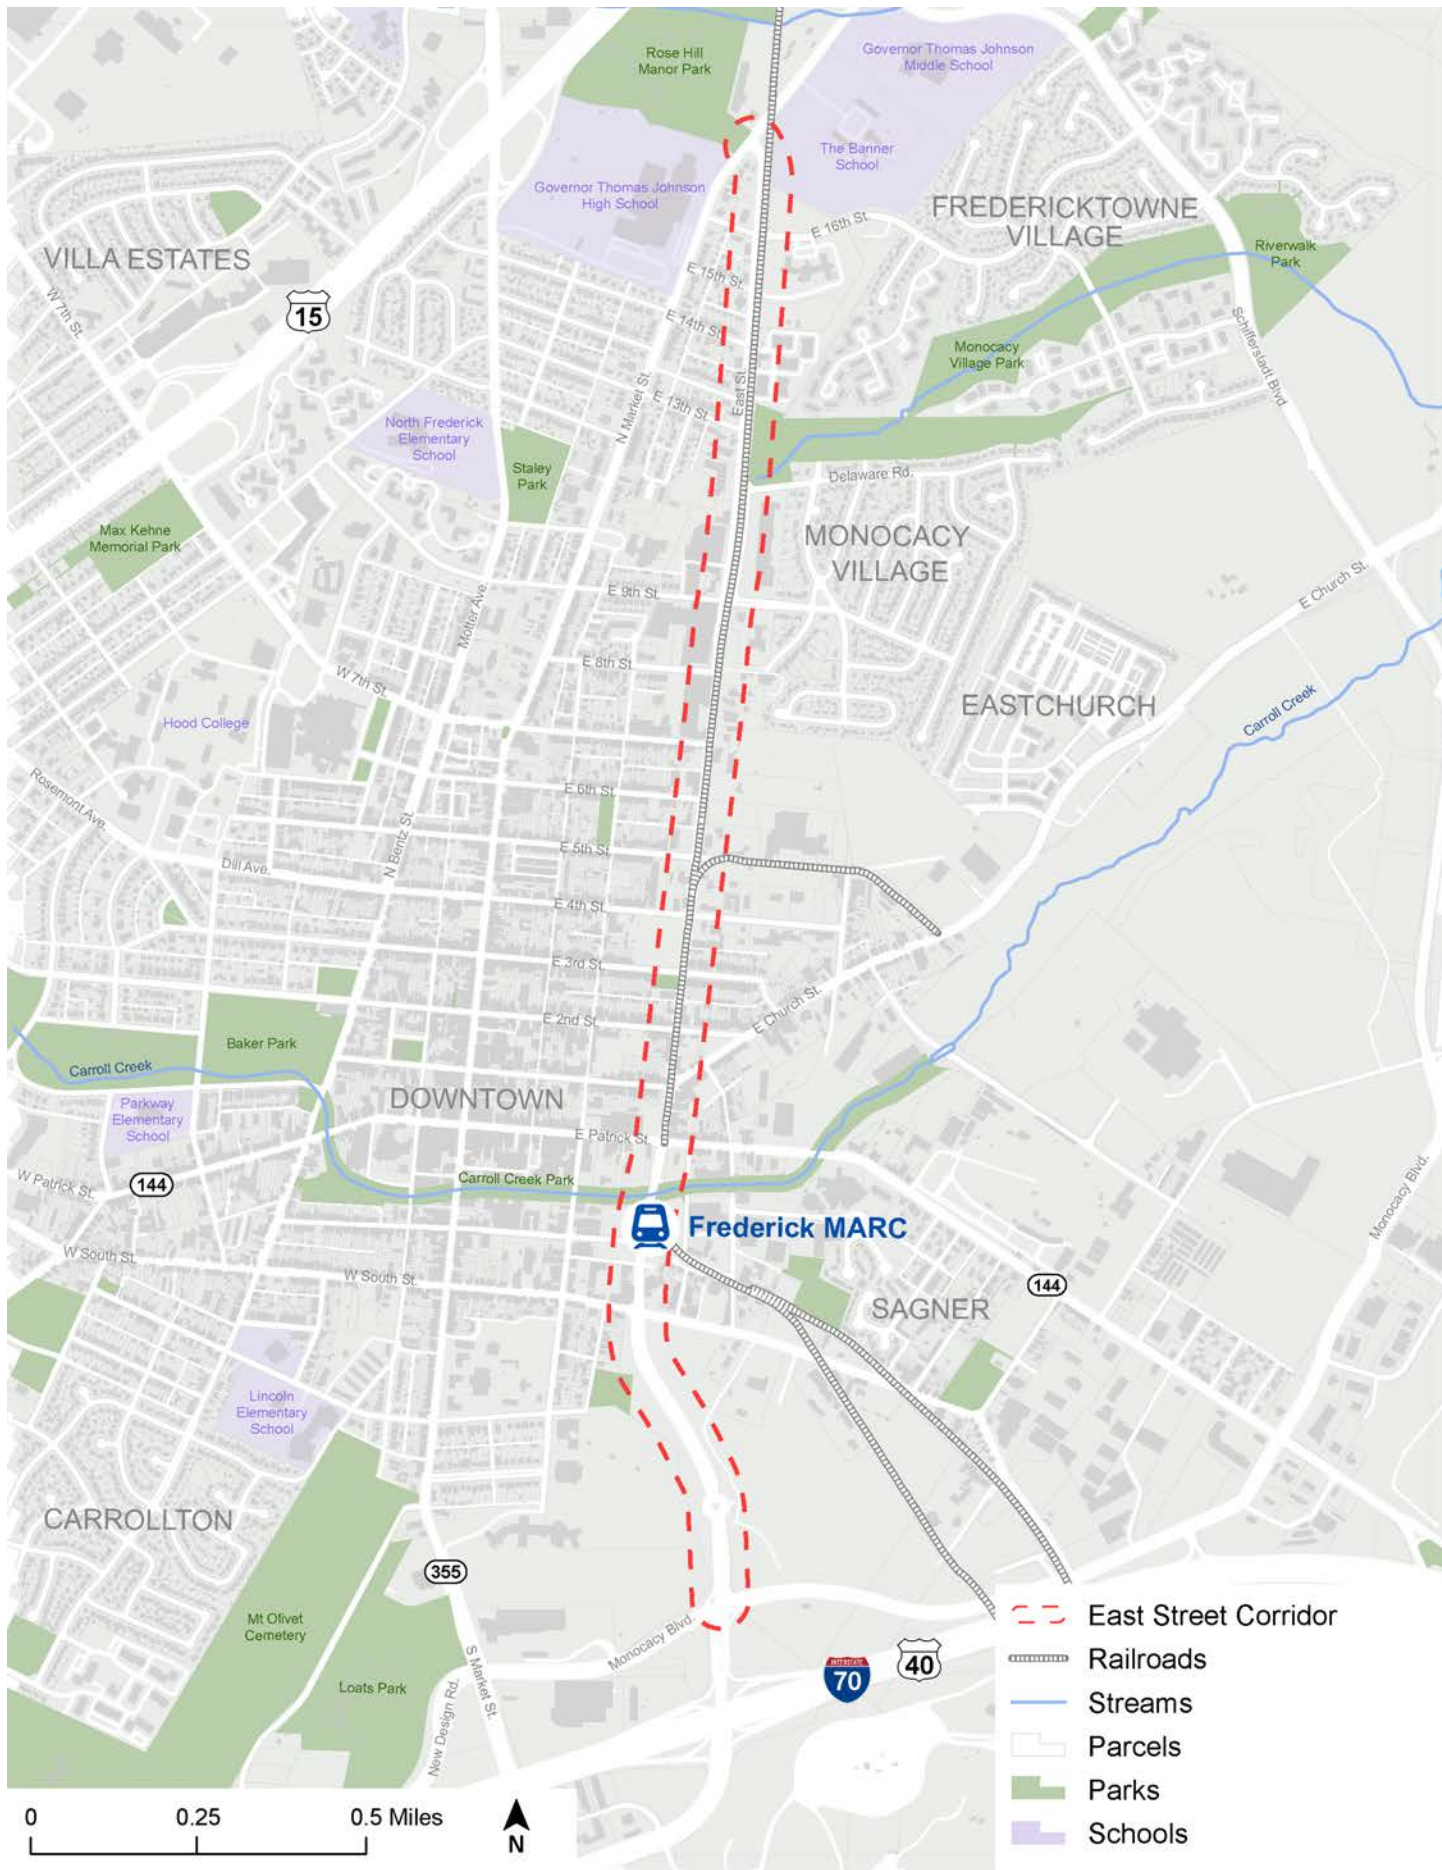 Rose Hill
Manor Park
Governor Thomas Johnson
Middle School
The Banner
School
Governor Thomas Johnson
High School
E 16th St.
FREDERICKTOWNE
VILLAGE
Riverwalk
Park
VILLA ESTATES
W 7th St.
15
E 15th St.
E 14th St.
Monocacy
Village Park
Schifferstadt Blvd
N Market St.
East St.
E 13th St.
North Frederick
Elementary
School
Staley
Park
Delaware Rd.
Max Kehne
Memorial Park
MONOCACY
VILLAGE
E Church St.
E 9th St.
Motter Ave.
E 8th St.
W 7th St.
Hood College
EASTCHURCH
Carroll Creek
Rosemont Ave.
E 6th St.
N Bentz St.
E 5th St.
Dill Ave.
E 4th St.
E 3rd St.
E 2nd St.
E Church St.
Baker Park
Carroll Creek
Parkway
Elementary
School
DOWNTOWN
E Patrick St.
W Patrick St.
144
Carroll Creek Park
Frederick MARC
Monocacy Blvd.
W South St.
W South St.
144
SAGNER
Lincoln
Elementary
School
CARROLLTON
355
Mt Olivet
Cemetery
Loats Park
S Market St.
New Design Rd.
Monocacy Blvd.
INTERSTATE
70
40
East Street Corridor
Railroads
Streams
Parcels
Parks
Schools
0 0.25 0.5 Miles
N